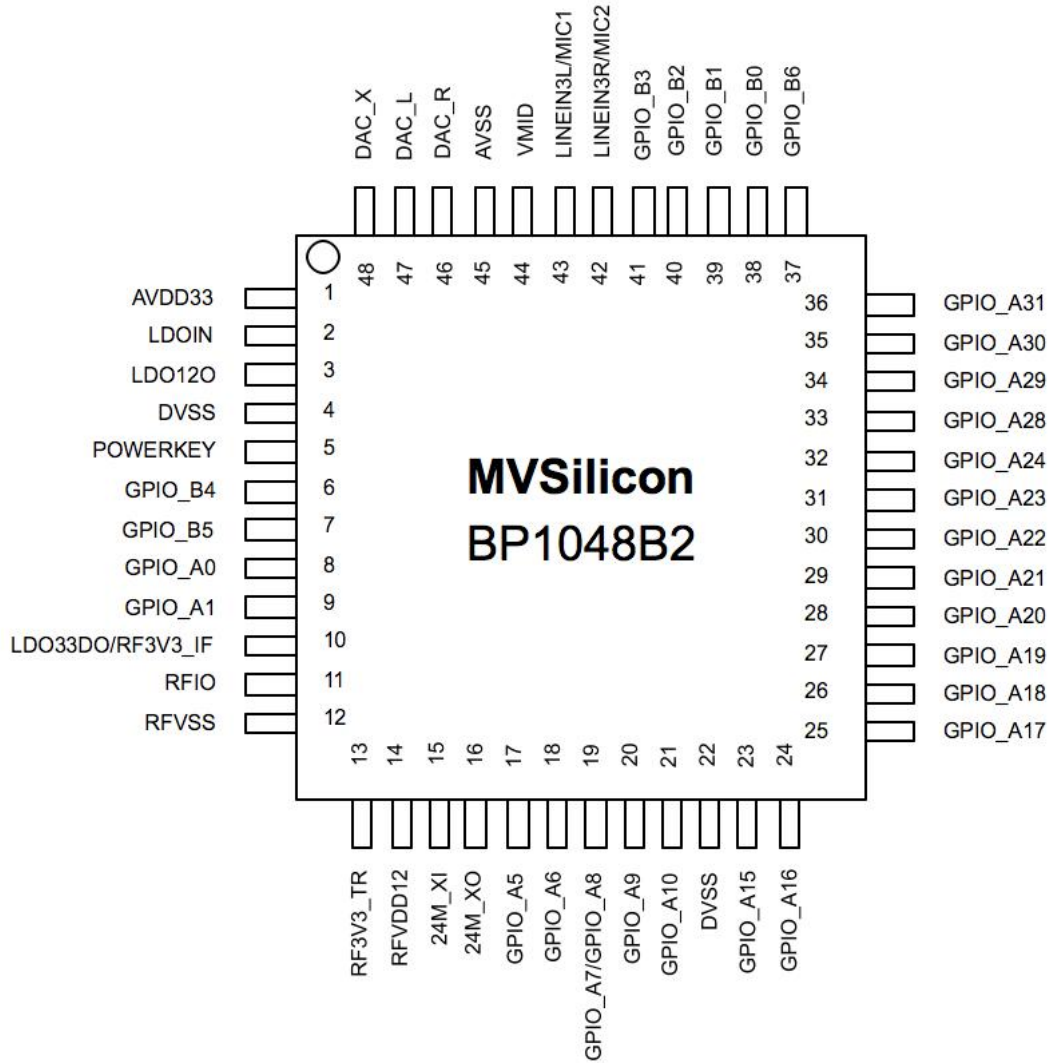 DAC_X
DAC_L
DAC_R
AVSS
VMID
LINEIN3L/MIC1
LINEIN3R/MIC2
GPIO_B3
GPIO_B2
GPIO_B1
GPIO_B0
GPIO_B6
48
47
46
45
44
43
42
41
40
39
38
37
AVDD33 1
LDOIN 2
LDO12O 3
DVSS 4
POWERKEY 5
GPIO_B4 6
GPIO_B5 7
GPIO_A0 8
GPIO_A1 9
LDO33DO/RF3V3_IF 10
RFIO 11
RFVSS 12
MVSilicon
BP1048B2
36 GPIO_A31
35 GPIO_A30
34 GPIO_A29
33 GPIO_A28
32 GPIO_A24
31 GPIO_A23
30 GPIO_A22
29 GPIO_A21
28 GPIO_A20
27 GPIO_A19
26 GPIO_A18
25 GPIO_A17
13
14
15
16
17
18
19
20
21
22
23
24
RF3V3_TR
RFVDD12
24M_XI
24M_XO
GPIO_A5
GPIO_A6
GPIO_A7/GPIO_A8
GPIO_A9
GPIO_A10
DVSS
GPIO_A15
GPIO_A16